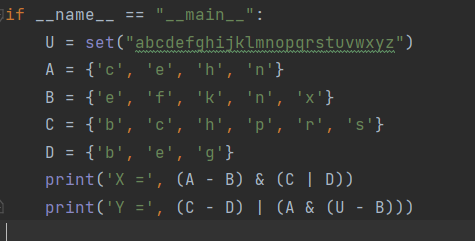 if __name__ == "__main__":
    U = set("abcdefghijklmnopqrstuvwxyz")
    A = {'c', 'e', 'h', 'n'}
    B = {'e', 'f', 'k', 'n', 'x'}
    C = {'b', 'c', 'h', 'p', 'r', 's'}
    D = {'b', 'e', 'g'}
    print('X =', (A - B) & (C | D))
    print('Y =', (C - D) | (A & (U - B)))